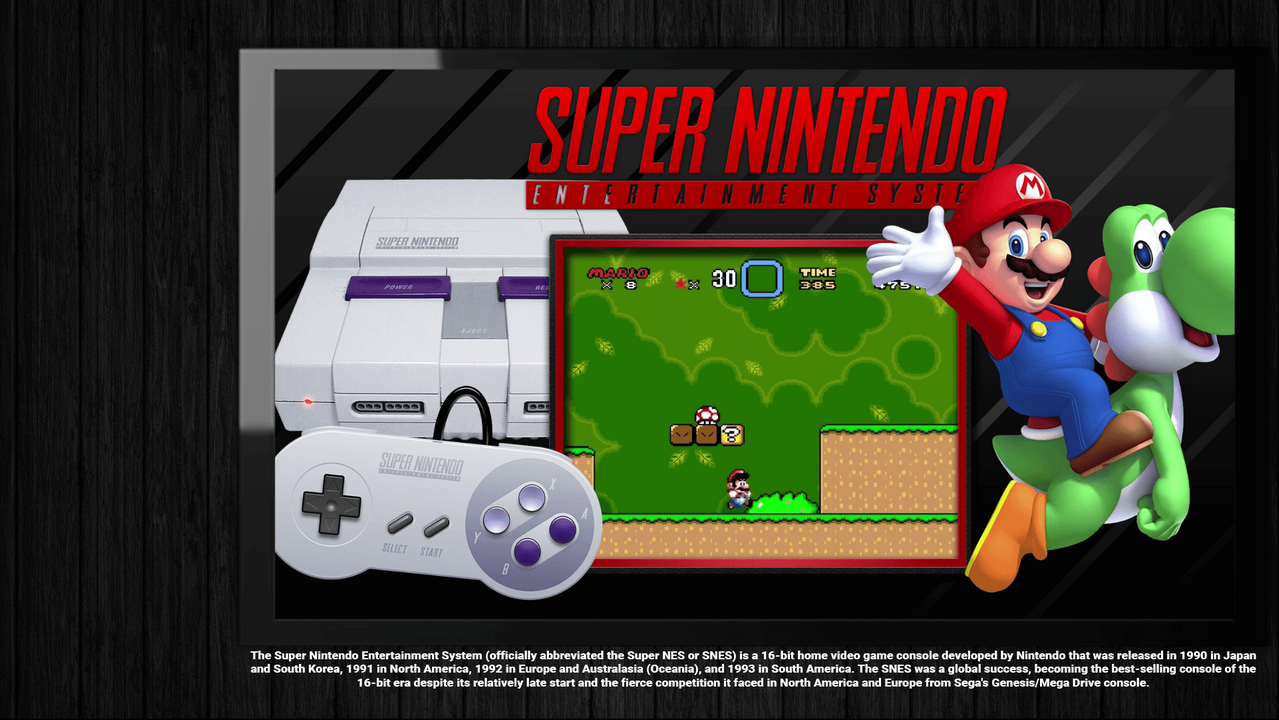 SUPER NINTENDO
ENTERTAINMENT
SUPER NINTENDO
POWER
EJECT
MARIO
x 8
x 30
TIME
385
M
?
SUPER NINTENDO
X
A
Y
B
SELECT START
The Super Nintendo Entertainment System (officially abbreviated the Super NES or SNES) is a 16-bit home video game console developed by Nintendo that was released in 1990 in Japan
and South Korea, 1991 in North America, 1992 in Europe and Australasia (Oceania), and 1993 in South America. The SNES was a global success, becoming the best-selling console of the
16-bit era despite its relatively late start and the fierce competition it faced in North America and Europe from Sega's Genesis/Mega Drive console.